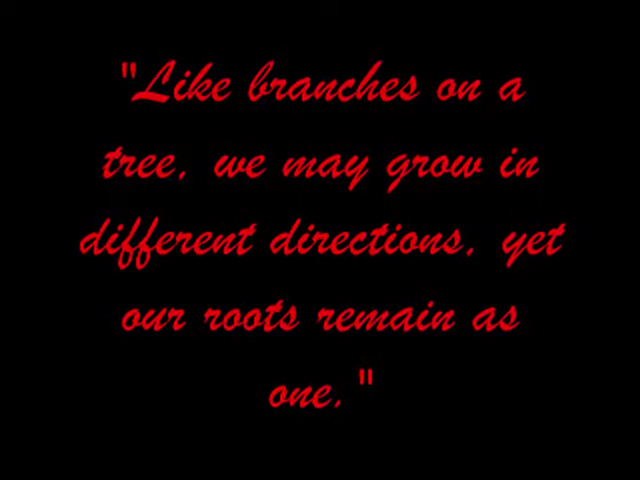 "Like branches on a
tree, we may grow in
different directions, yet
our roots remain as
one."